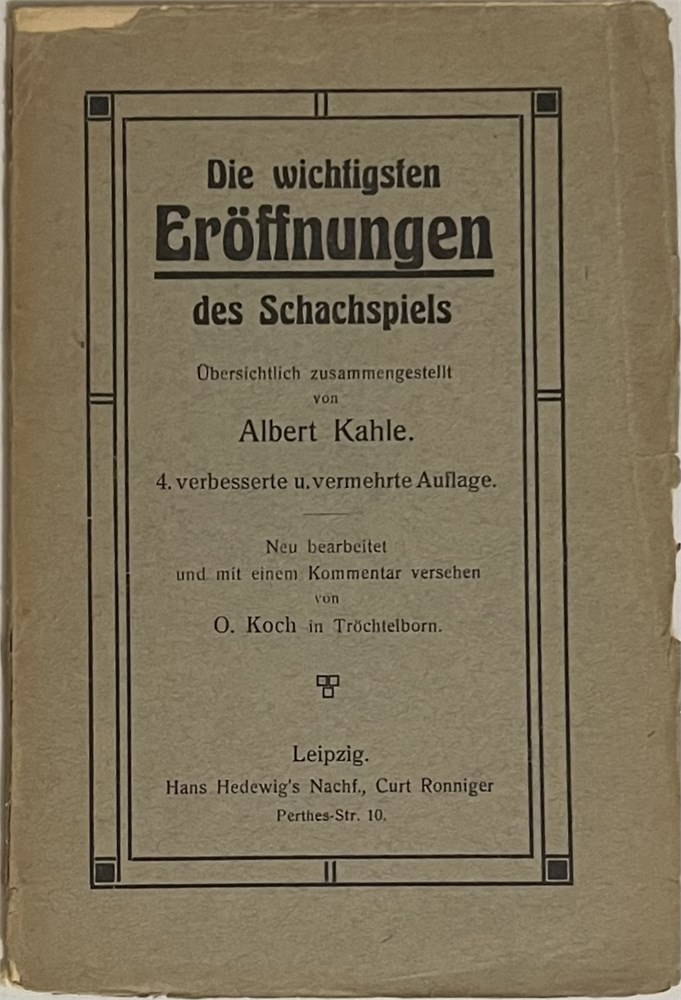 Die wichtigsten
Eröffnungen
des Schachspiels
Übersichtlich zusammengestellt
von
Albert Kahle.
4. verbesserte u. vermehrte Auflage.
Neu bearbeitet
und mit einem Kommentar versehen
von
O. Koch in Tröchtelborn.
Leipzig.
Hans Hedewig's Nachf., Curt Ronniger
Perthes-Str. 10.